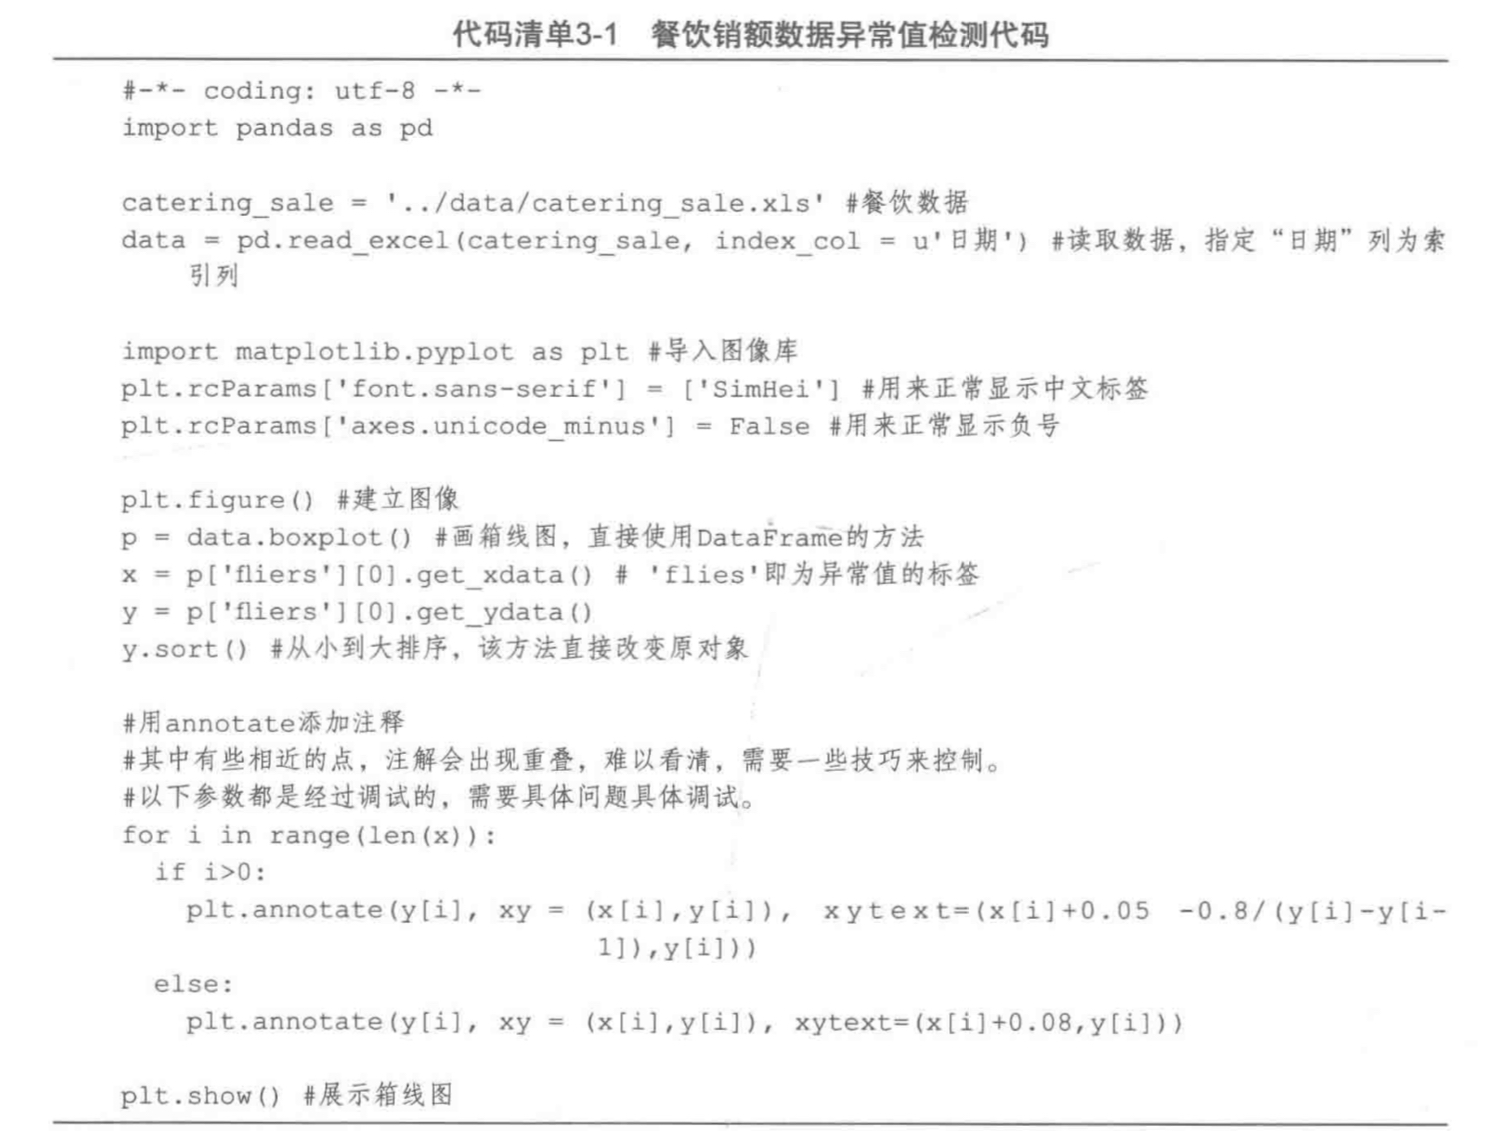 代码清单3-1 餐饮销额数据异常值检测代码
#-*- coding: utf-8 -*-
import pandas as pd
catering_sale = '../data/catering_sale.xls' #餐饮数据
data = pd.read_excel(catering_sale, index_col = u'日期') #读取数据，指定“日期”列为索
引列
import matplotlib.pyplot as plt #导入图像库
plt.rcParams['font.sans-serif'] = ['SimHei'] #用来正常显示中文标签
plt.rcParams['axes.unicode_minus'] = False #用来正常显示负号
plt.figure() #建立图像
p = data.boxplot() #画箱线图，直接使用DataFrame的方法
x = p['fliers'][0].get_xdata() # 'flies'即为异常值的标签
y = p['fliers'][0].get_ydata()
y.sort() #从小到大排序，该方法直接改变原对象
#用annotate添加注释
#其中有些相近的点，注解会出现重叠，难以看清，需要一些技巧来控制。
#以下参数都是经过调试的，需要具体问题具体调试。
for i in range(len(x)):
if i>0:
plt.annotate(y[i], xy = (x[i],y[i]), xytext=(x[i]+0.05 -0.8/(y[i]-y[i-
1]),y[i]))
else:
plt.annotate(y[i], xy = (x[i],y[i]), xytext=(x[i]+0.08,y[i]))
plt.show() #展示箱线图